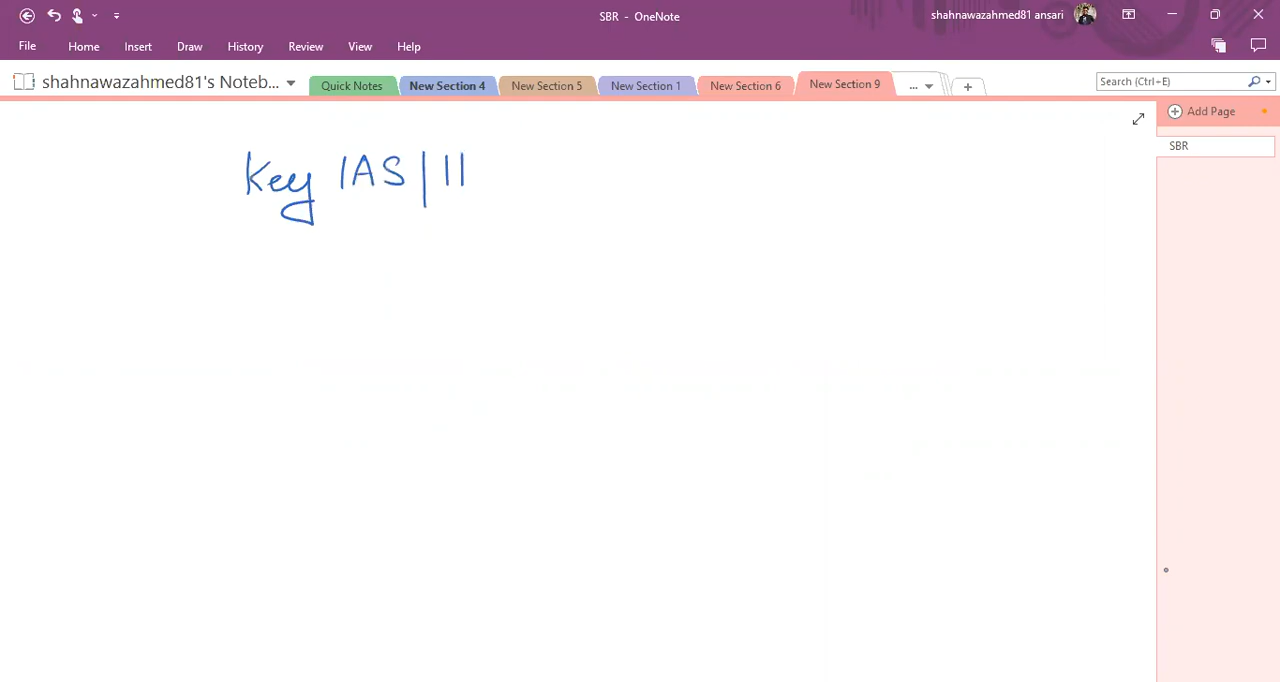 SBR - OneNote
shahnawazahmed81 ansari
File Home Insert Draw History Review View Help
shahnawazahmed81's Noteb... Quick Notes New Section 4 New Section 5 New Section 1 New Section 6 New Section 9 ... + Search (Ctrl+E)
Add Page
SBR
Key IAS | II